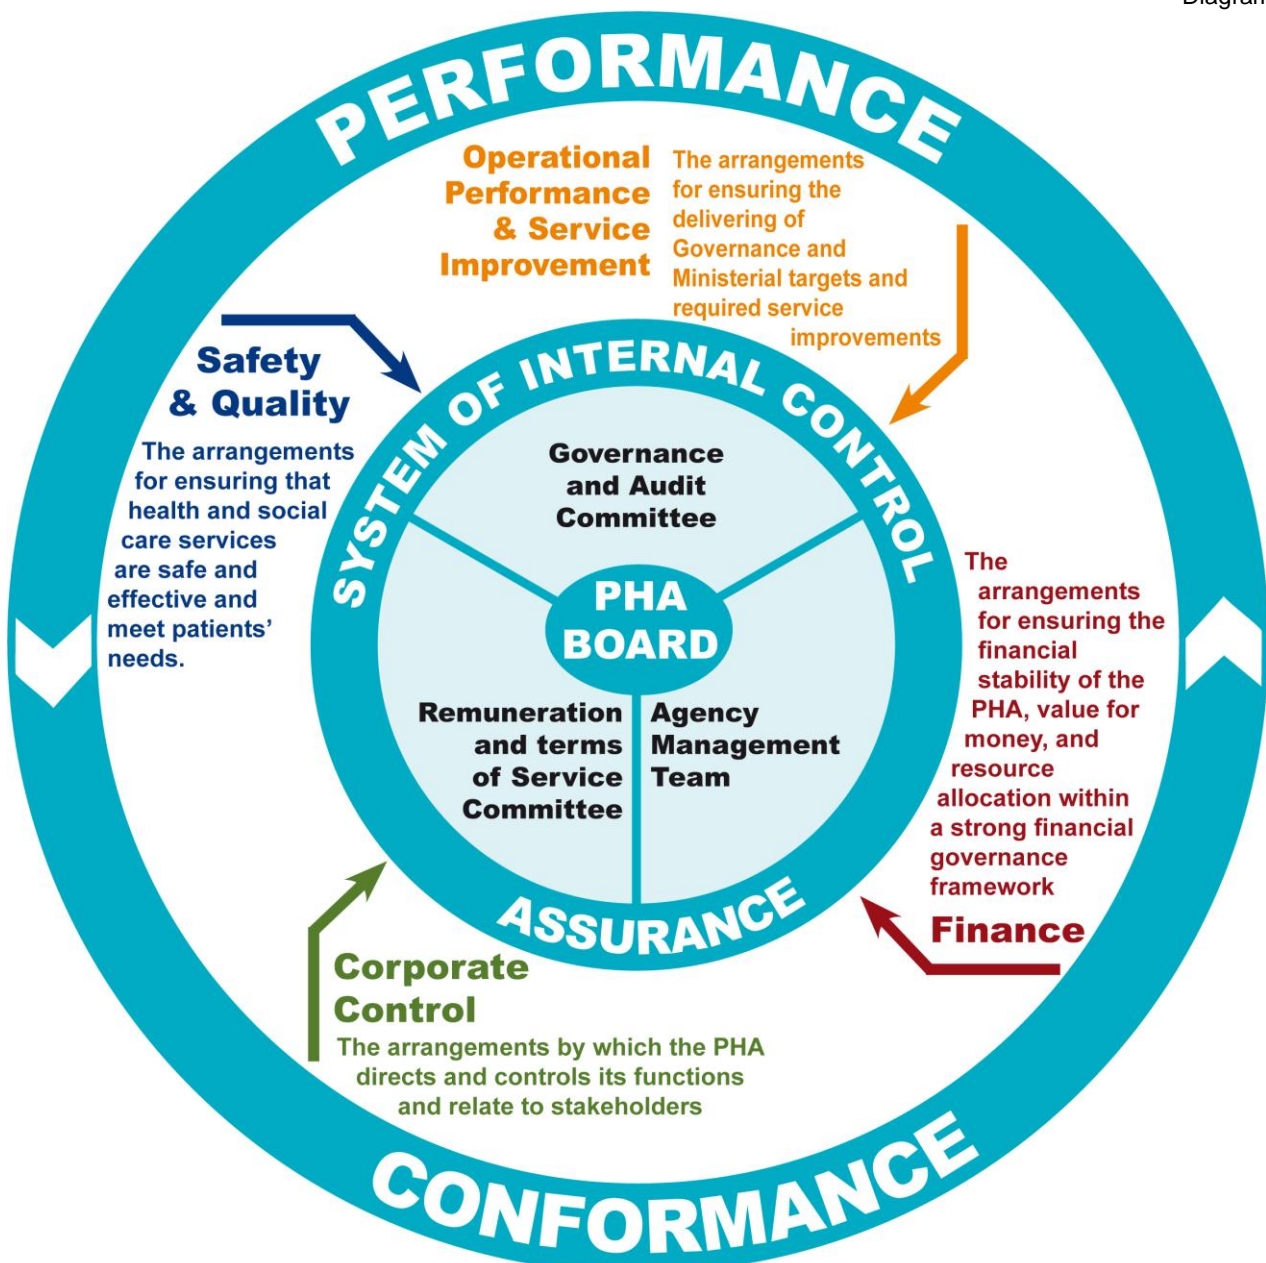 Diagram
PERFORMANCE
Operational
Performance
& Service
Improvement
The arrangements
for ensuring the
delivering of
Governance and
Ministerial targets and
required service
improvements
Safety
& Quality
The arrangements
for ensuring that
health and social
care services
are safe and
effective and
meet patients’
needs.
SYSTEM OF INTERNAL CONTROL
Governance
and Audit
Committee
PHA
BOARD
Remuneration
and terms
of Service
Committee
Agency
Management
Team
ASSURANCE
The
arrangements
for ensuring the
financial
stability of the
PHA, value for
money, and
resource
allocation within
a strong financial
governance
framework
Finance
Corporate
Control
The arrangements by which the PHA
directs and controls its functions
and relate to stakeholders
CONFORMANCE